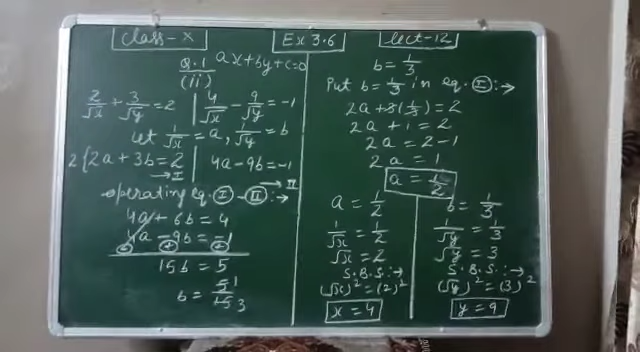 Class - X
Ex 3.6
Lect-12
Q.1 ax+by+c=0
(ii)
2/√x + 3/√y = 2 | 4/√x - 9/√y = -1
Let 1/√x = a, 1/√y = b
2{2a + 3b = 2 → I | 4a - 9b = -1 → II
operating eq. I - II :→
4a + 6b = 4
4a - 9b = -1
- + +
15b = 5
b = 51/153
b = 1/3
Put b = 1/3 in eq. I :→
2a + 3(1/3) = 2
2a + 1 = 2
2a = 2 - 1
2a = 1
a = 1/2
a = 1/2
1/√x = 1/2
√x = 2
S.B.S :→
(√x)² = (2)²
x = 4
b = 1/3
1/√y = 1/3
√y = 3
S.B.S :→
(√y)² = (3)²
y = 9